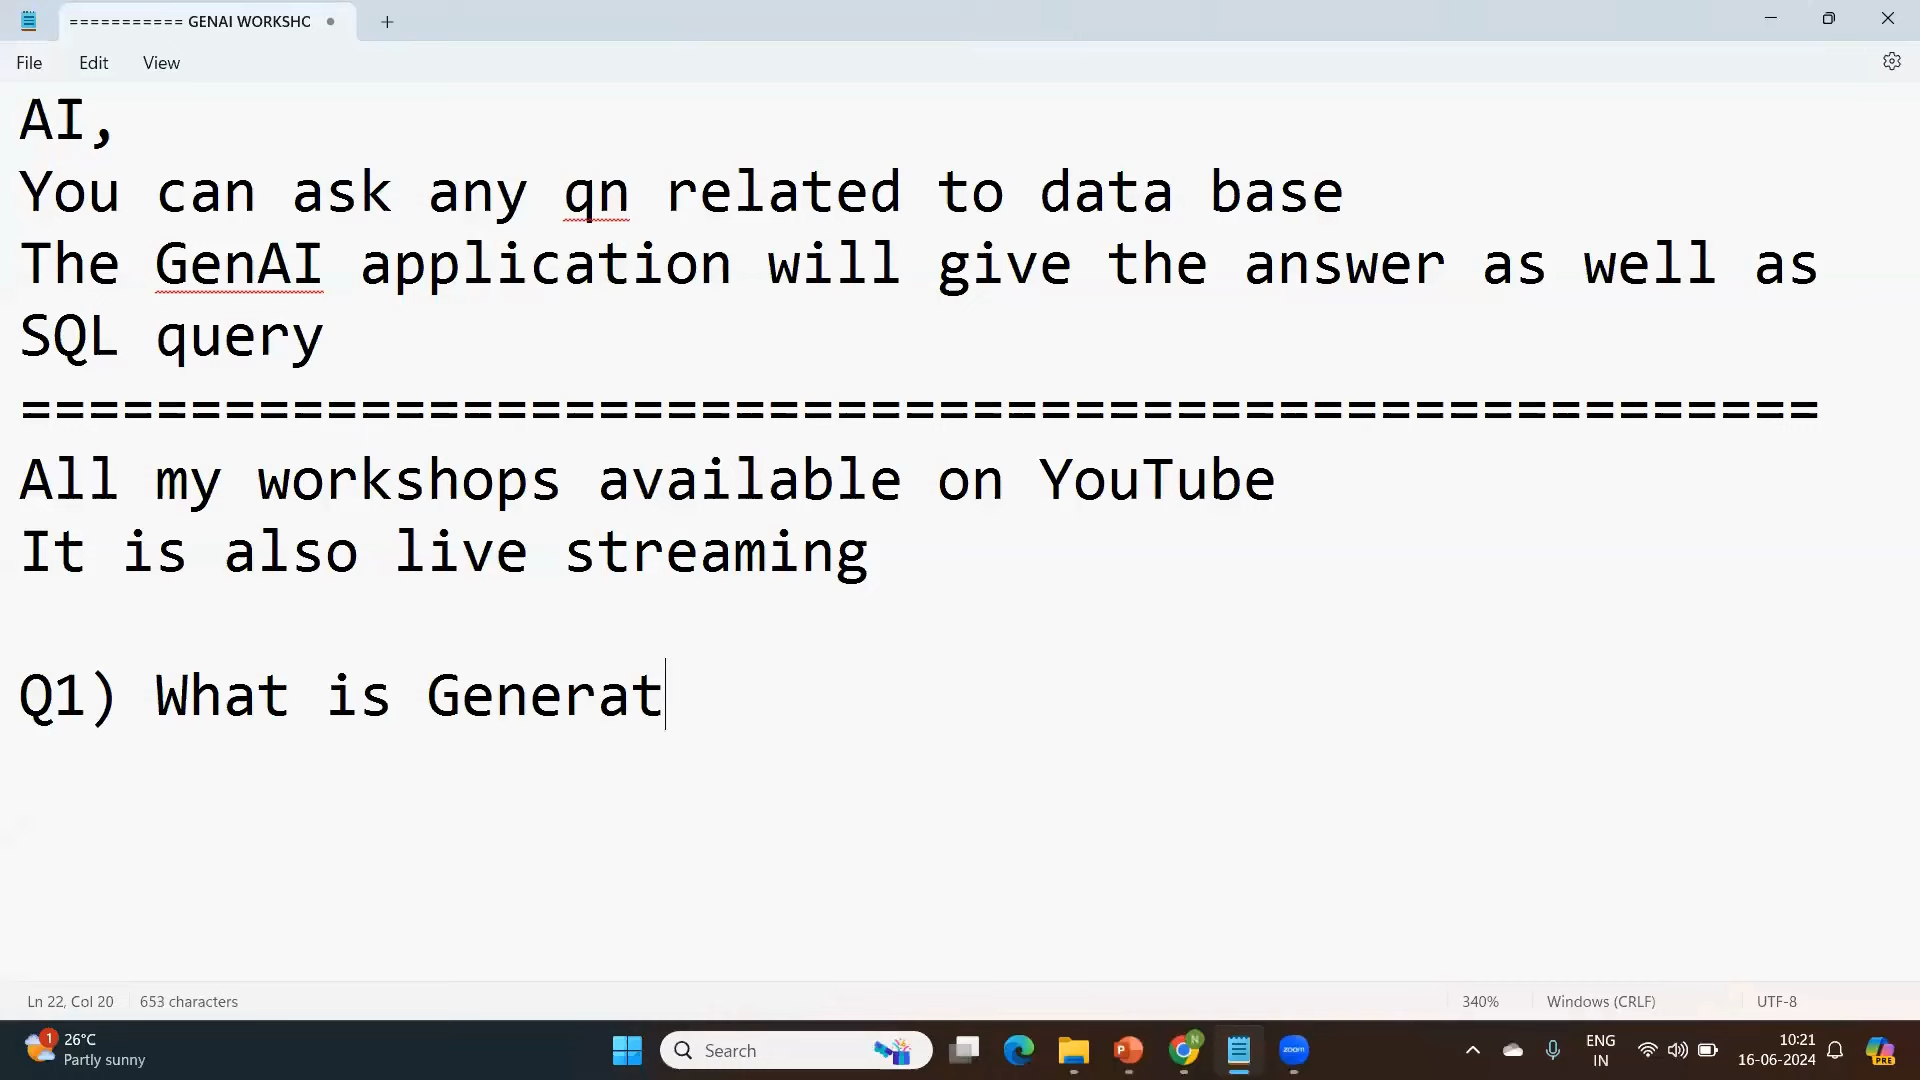 =========== GENAI WORKSHC
File Edit View
AI,
You can ask any qn related to data base
The GenAI application will give the answer as well as
SQL query
=====================================================
All my workshops available on YouTube
It is also live streaming
Q1) What is Generat
Ln 22, Col 20 653 characters 340% Windows (CRLF) UTF-8
1 26°C
Partly sunny
Search
P
N
zoom
ENG
IN
10:21
16-06-2024
PRE